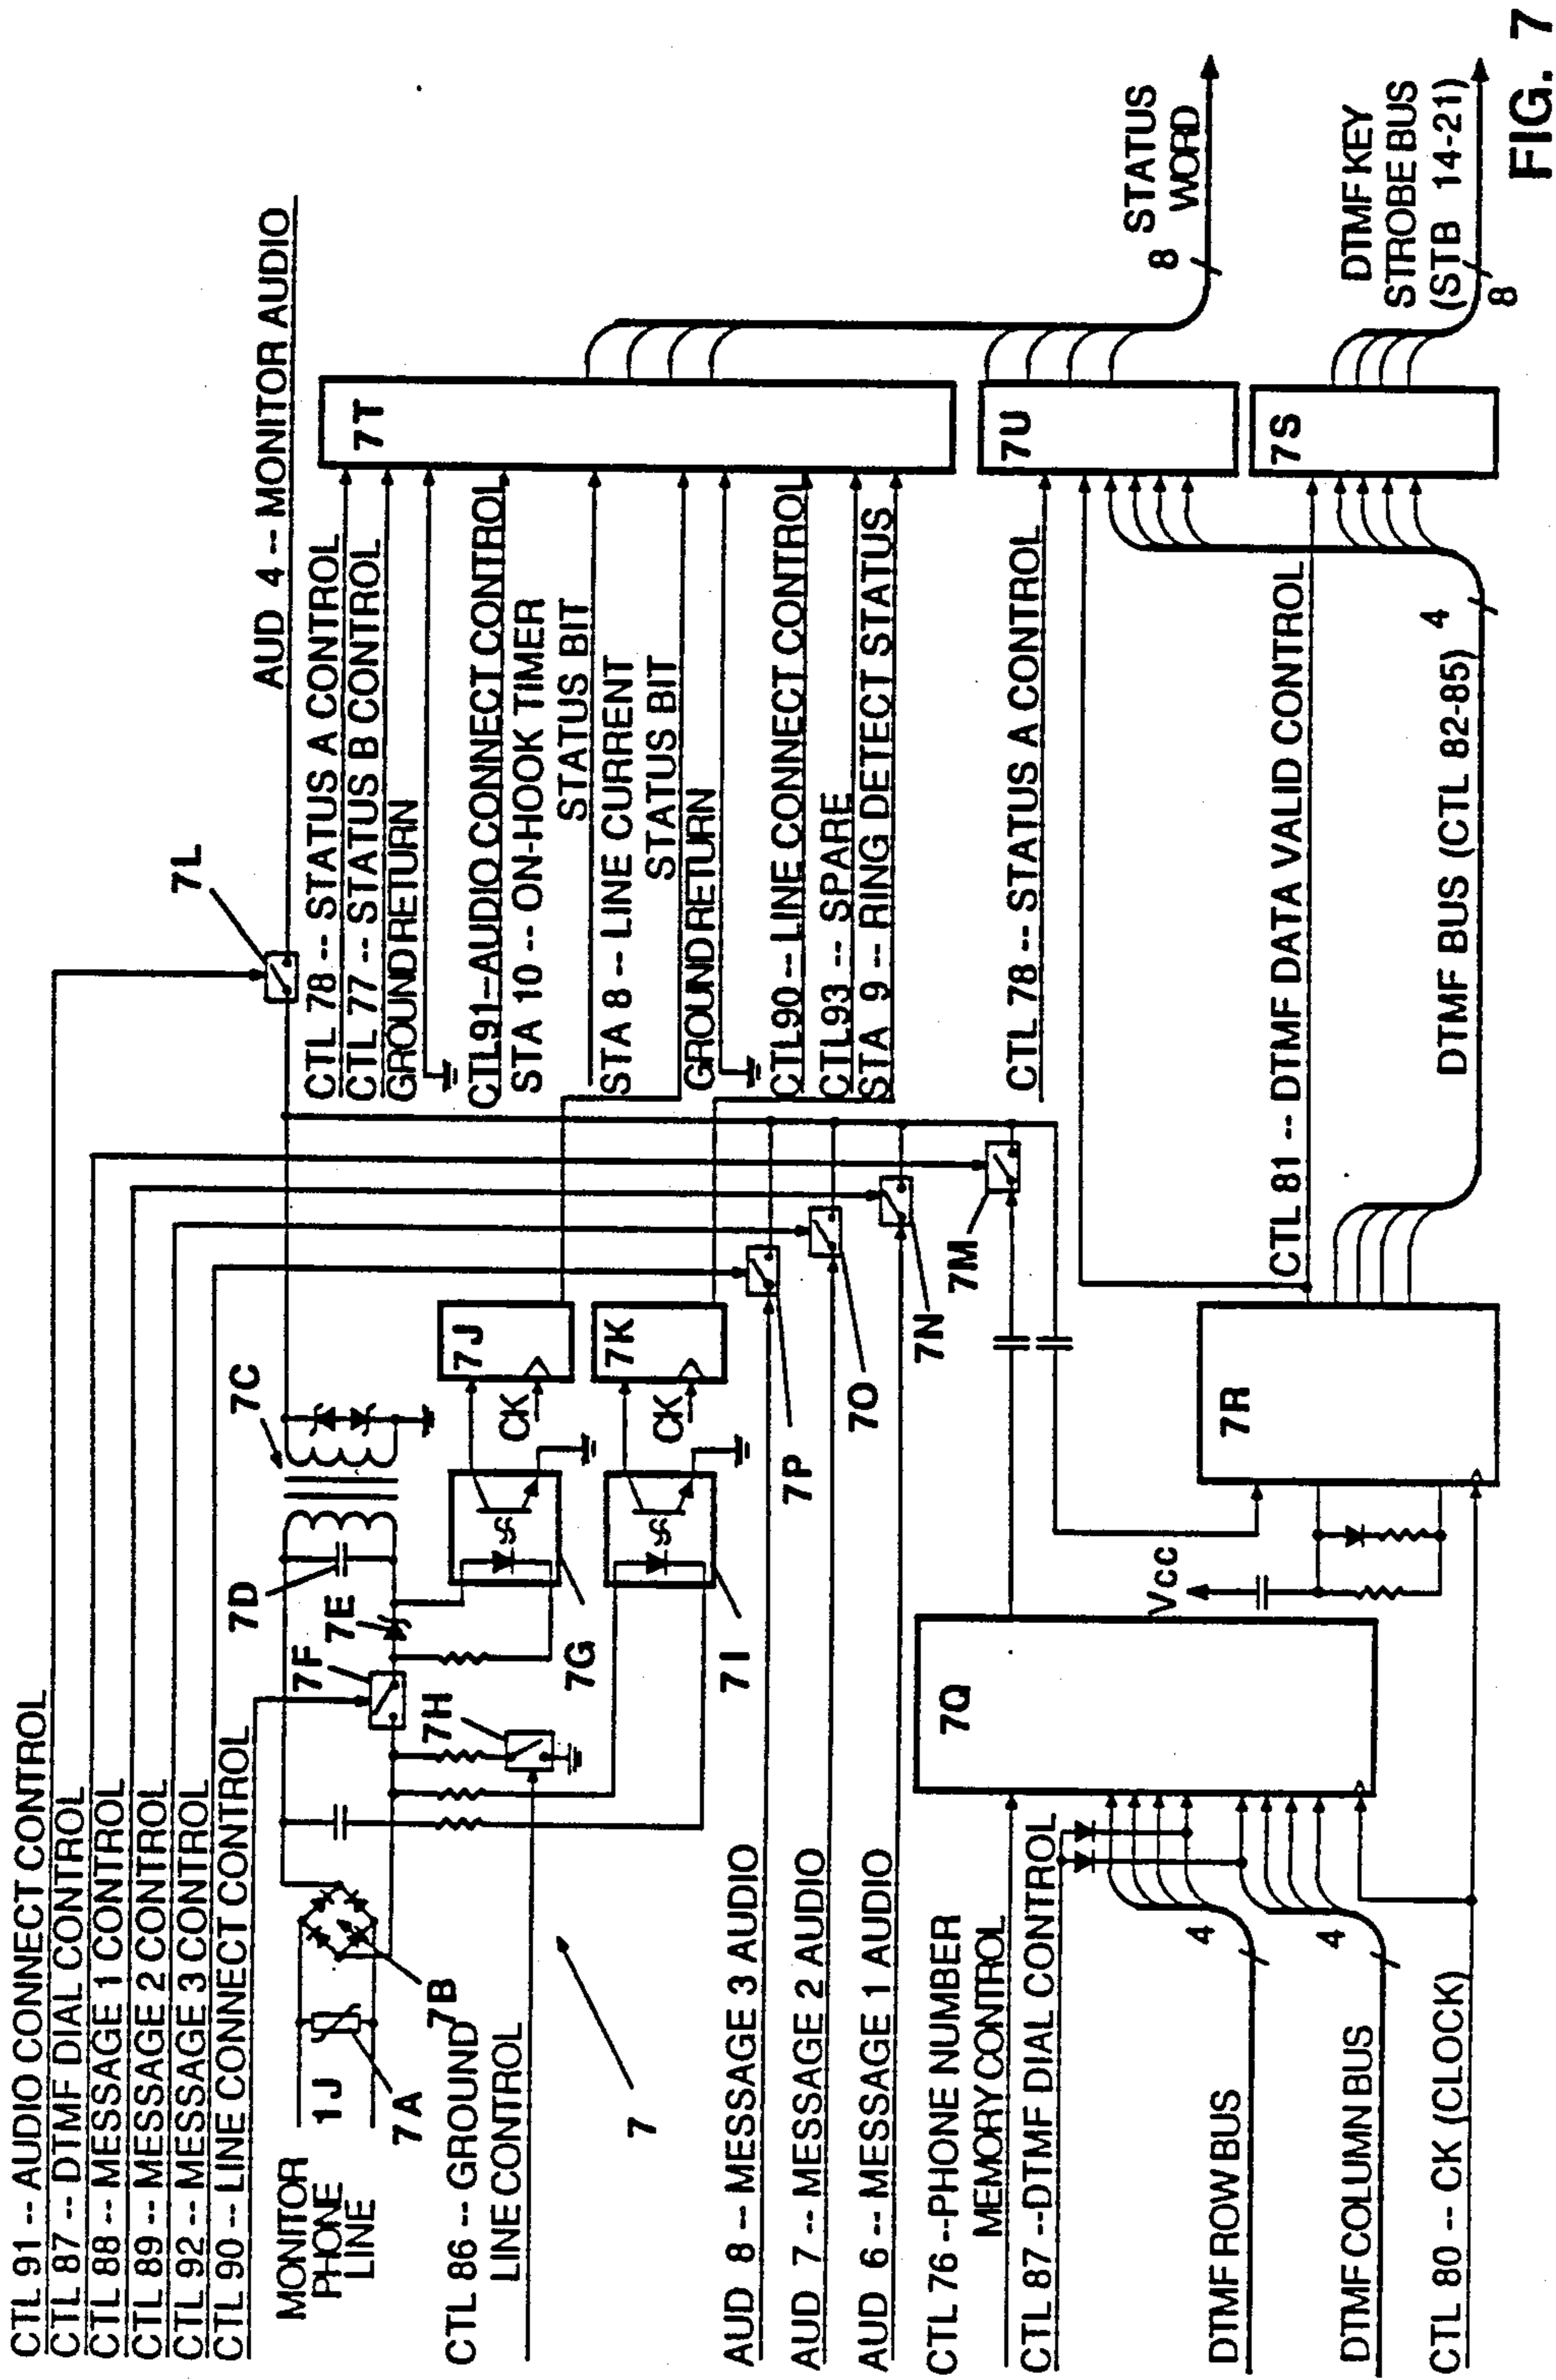 CTL 91 -- AUDIO CONNECT CONTROL
CTL 87 -- DTMF DIAL CONTROL
CTL 88 -- MESSAGE 1 CONTROL
CTL 89 -- MESSAGE 2 CONTROL
CTL 92 -- MESSAGE 3 CONTROL
CTL 90 -- LINE CONNECT CONTROL
MONITOR
PHONE
LINE
1J
7A
7B
7C
7D
7E
7F
7G
7H
7I
7J
CK
7K
CK
7L
AUD 4 -- MONITOR AUDIO
CTL 86 -- GROUND
LINE CONTROL
7
CTL 78 -- STATUS A CONTROL
CTL 77 -- STATUS B CONTROL
GROUND RETURN
CTL91--AUDIO CONNECT CONTROL
STA 10 -- ON-HOOK TIMER
STATUS BIT
STA 8 -- LINE CURRENT
STATUS BIT
GROUND RETURN
CTL90 -- LINE CONNECT CONTROL
CTL93 -- SPARE
STA 9 -- RING DETECT STATUS
7T
AUD 8 -- MESSAGE 3 AUDIO
AUD 7 -- MESSAGE 2 AUDIO
AUD 6 -- MESSAGE 1 AUDIO
7P
7O
7N
7M
CTL 76 --PHONE NUMBER
MEMORY CONTROL
CTL 87 --DTMF DIAL CONTROL
DTMF ROW BUS
4
DTMF COLUMN BUS
4
CTL 80 -- CK (CLOCK)
7Q
Vcc
7R
CTL 78 -- STATUS A CONTROL
CTL 81 -- DTMF DATA VALID CONTROL
DTMF BUS (CTL 82-85)
4
7U
7S
8
STATUS
WORD
DTMF KEY
STROBE BUS
(STB 14-21)
8
FIG. 7